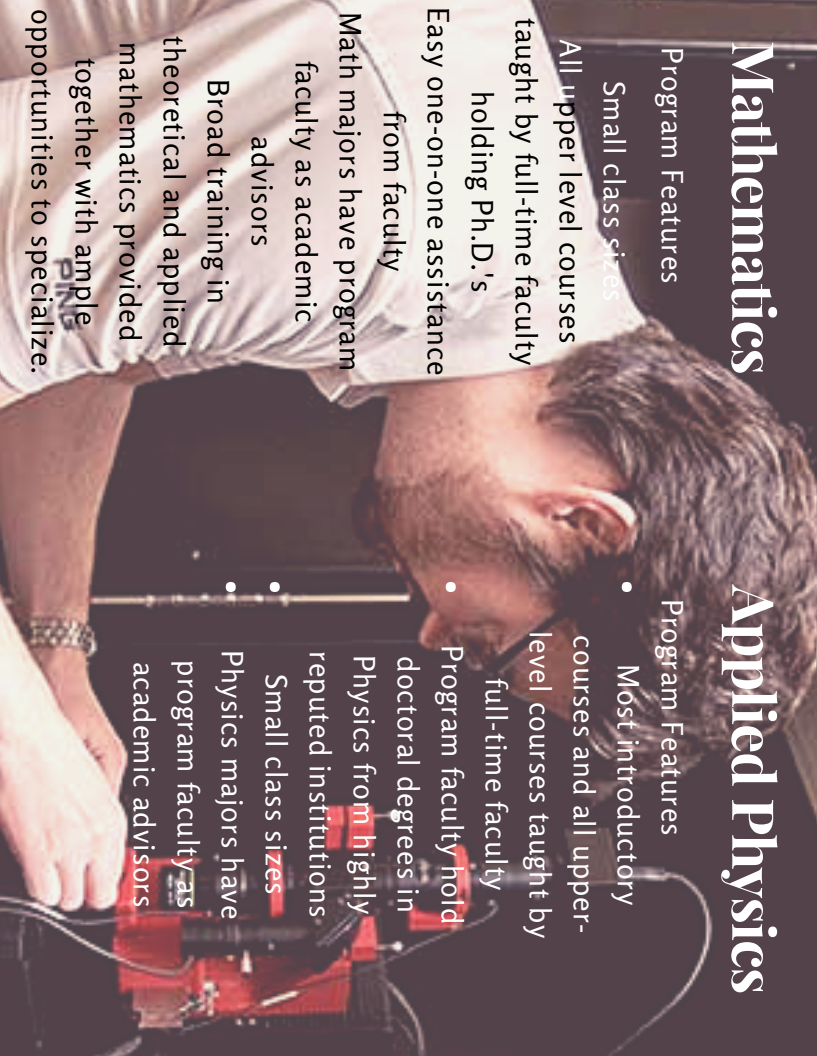 Mathematics
Program Features
Small class sizes
All upper level courses
taught by full-time faculty
holding Ph.D.'s
Easy one-on-one assistance
from faculty
Math majors have program
faculty as academic
advisors
Broad training in
theoretical and applied
mathematics provided
together with ample
opportunities to specialize.
PING
Applied Physics
Program Features
• Most introductory
courses and all upper-
level courses taught by
full-time faculty
• Program faculty hold
doctoral degrees in
Physics from highly
reputed institutions
• Small class sizes
• Physics majors have
program faculty as
academic advisors